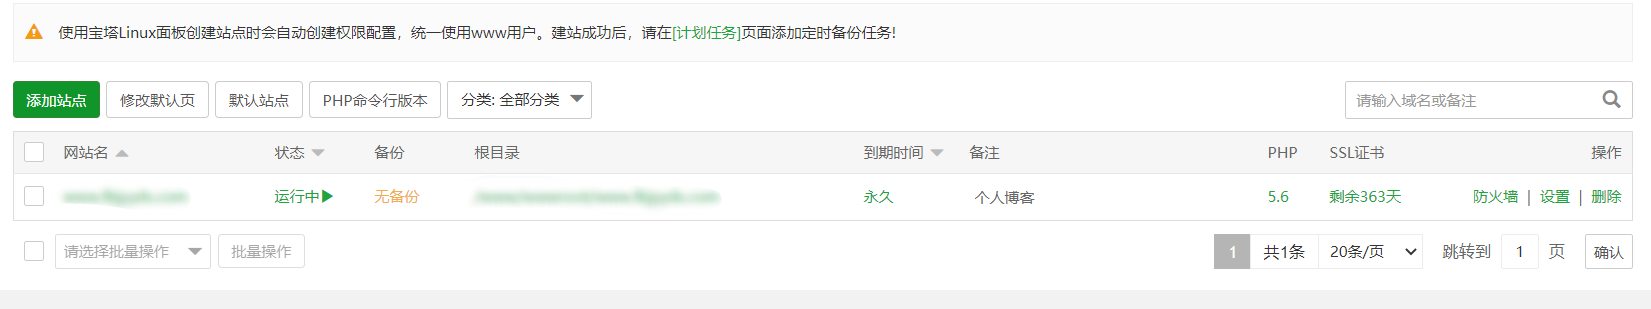 使用宝塔Linux面板创建站点时会自动创建权限配置，统一使用www用户。建站成功后，请在[计划任务]页面添加定时备份任务!
添加站点 修改默认页 默认站点 PHP命令行版本 分类: 全部分类 请输入域名或备注
网站名 状态 备份 根目录 到期时间 备注 PHP SSL证书 操作
运行中 无备份 永久 个人博客 5.6 剩余363天 防火墙 | 设置 | 删除
请选择批量操作 批量操作 1 共1条 20条/页 跳转到 1 页 确认